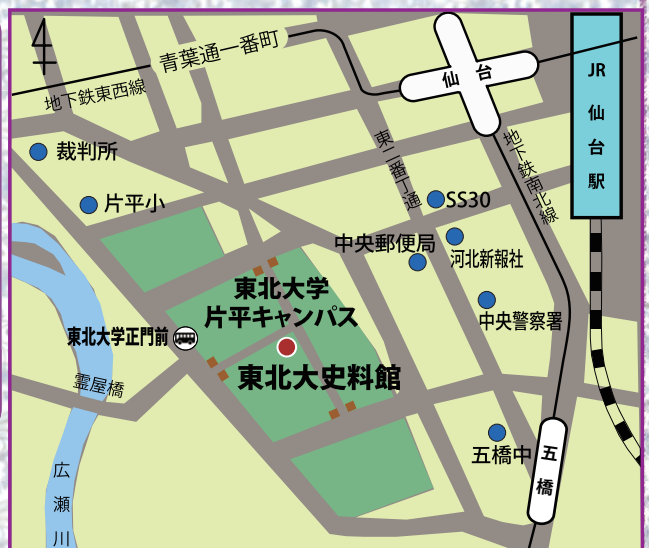 4
青葉通一番町
地下鉄東西線
仙台
JR
仙台駅
裁判所
片平小
東二番丁通
地下鉄南北線
SS30
中央郵便局
河北新報社
東北大学
片平キャンパス
中央警察署
東北大学正門前
東北大史料館
霊屋橋
五橋中
五橋
広瀬川